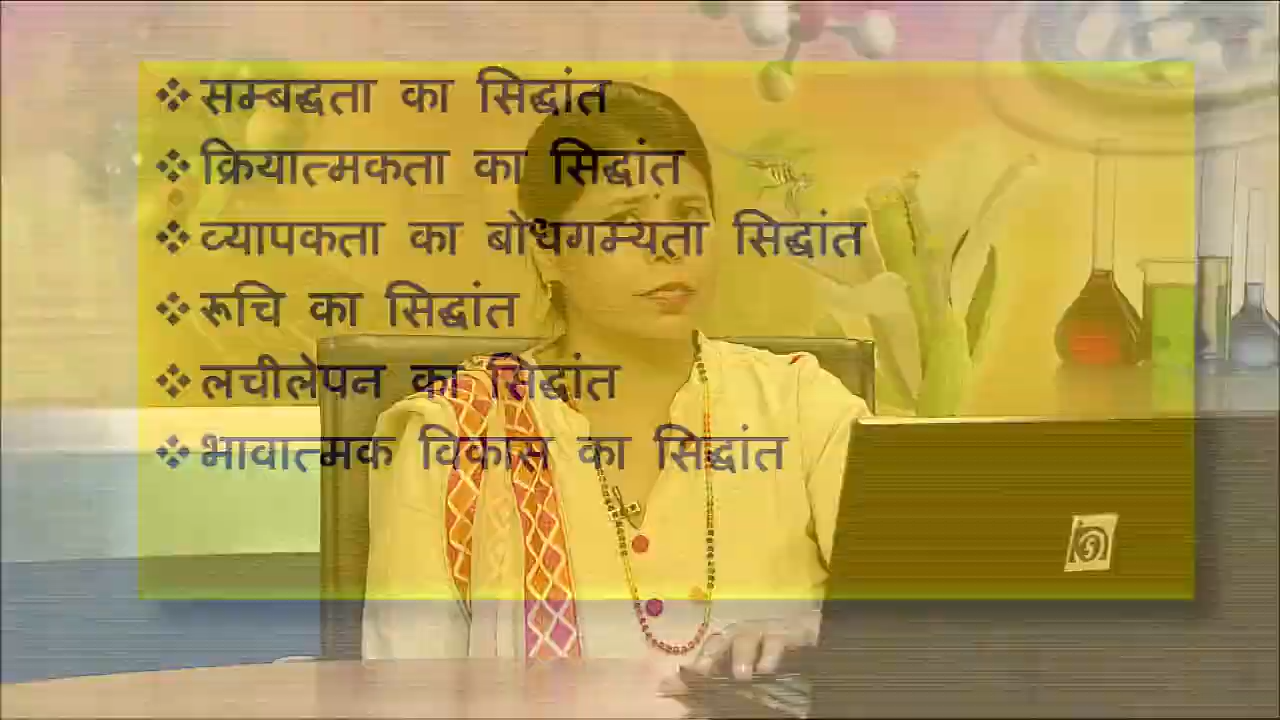 ❖ सम्बद्धता का सिद्धांत
❖ क्रियात्मकता का सिद्धांत
❖ व्यापकता का बोधगम्यता सिद्धांत
❖ रूचि का सिद्धांत
❖ लचीलेपन का सिद्धांत
❖ भावात्मक विकास का सिद्धांत